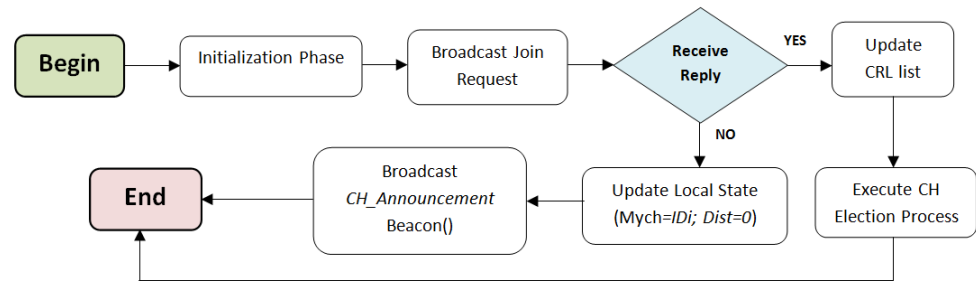 Begin
Initialization Phase
Broadcast Join
Request
Receive
Reply
YES
Update
CRL list
NO
End
Broadcast
CH_Announcement
Beacon()
Update Local State
(Mych=IDi; Dist=0)
Execute CH
Election Process